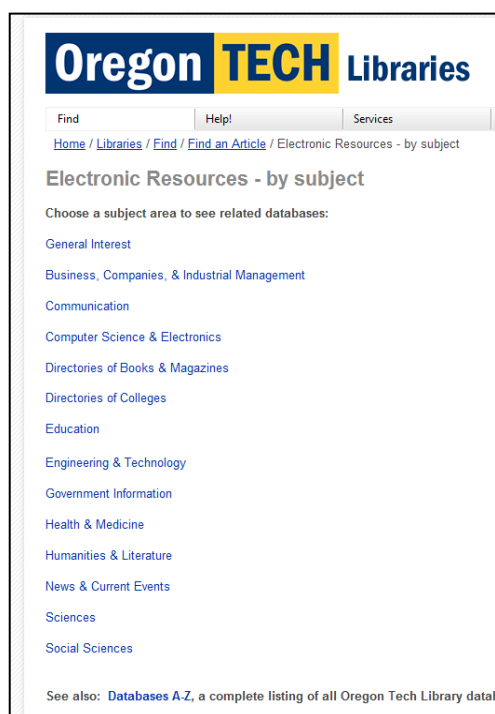 Oregon TECH Libraries
Find Help! Services
Home / Libraries / Find / Find an Article / Electronic Resources - by subject
Electronic Resources - by subject
Choose a subject area to see related databases:
General Interest
Business, Companies, & Industrial Management
Communication
Computer Science & Electronics
Directories of Books & Magazines
Directories of Colleges
Education
Engineering & Technology
Government Information
Health & Medicine
Humanities & Literature
News & Current Events
Sciences
Social Sciences
See also: Databases A-Z, a complete listing of all Oregon Tech Library